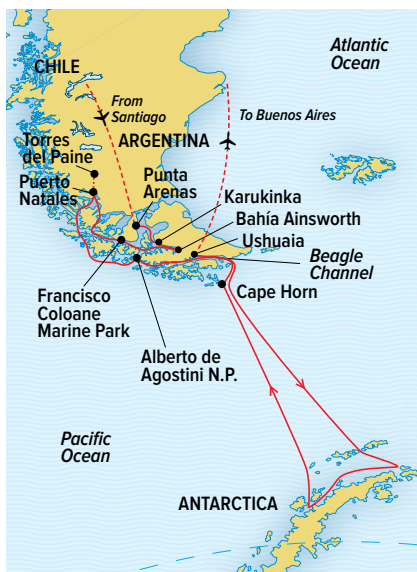 Atlantic
Ocean
CHILE
From
Santiago
To Buenos Aires
ARGENTINA
Torres
del Paine
Punta
Arenas
Puerto
Natales
Karukinka
Bahía Ainsworth
Ushuaia
Beagle
Channel
Cape Horn
Francisco
Coloane
Marine Park
Alberto de
Agostini N.P.
Pacific
Ocean
ANTARCTICA